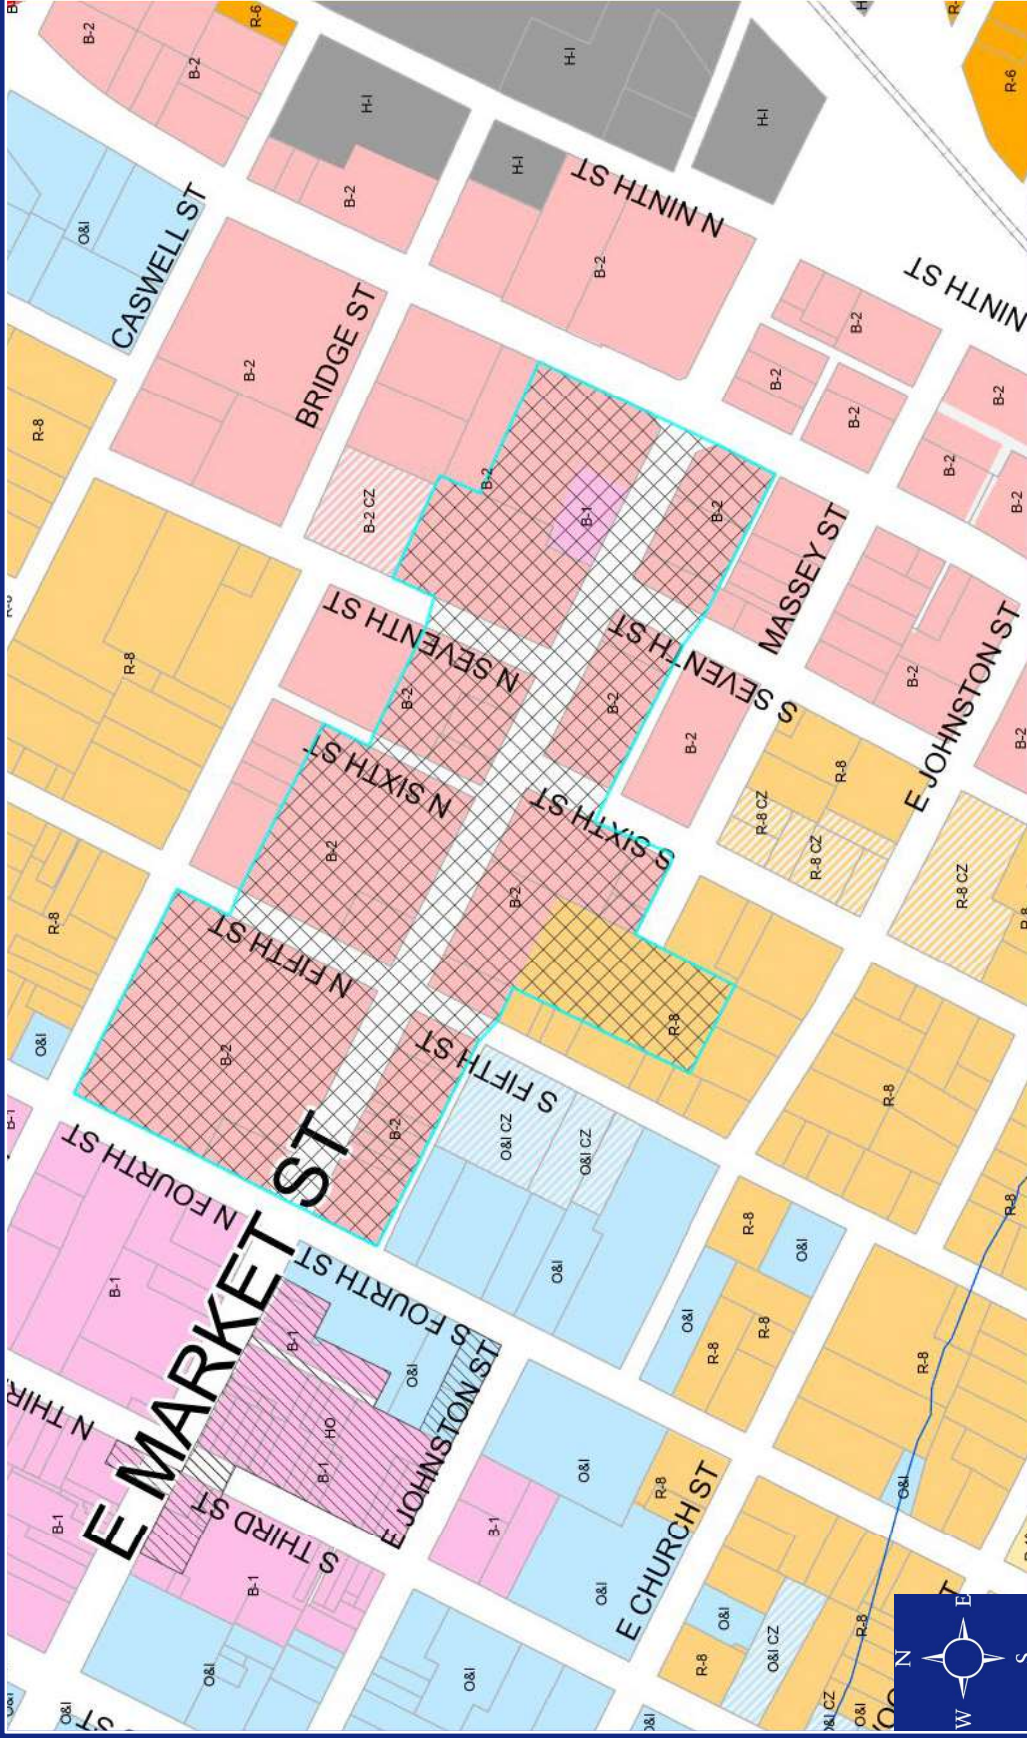 B-2
R-6
B-2
H-I
H-I
R-6
H-I
H-I
H-I
B-2
O&I
CASWELL ST
N NINTH ST
B-2
NINTH ST
BRIDGE ST
B-2
B-2
B-2
B-2
B-2
R-8
B-2 CZ
B-2
B-2
B-2
B-2
B-1
B-2
MASSEY ST
R-8
N SEVENTH ST
S SEVENTH ST
B-2
B-2
B-2
B-2
E JOHNSTON ST
B-2
N SIXTH ST
S SIXTH ST
R-8
R-8 CZ
R-8 CZ
R-8 CZ
B-2
B-2
R-8
N FIFTH ST
S FIFTH ST
R-8
R-8
O&I
B-2
B-2
O&I CZ
O&I CZ
B-1
N FOURTH ST
S FOURTH ST
E MARKET ST
R-8
R-8
O&I
O&I
O&I
R-8
R-8
R-8
B-1
B-1
O&I
E JOHNSTON ST
HO
B-1
O&I
R-8
O&I
B-1
S THIRD ST
B-1
O&I
E CHURCH ST
O&I
R-8
O&I CZ
R-8
O&I
O&I
O&I
O&I
N
W E
S